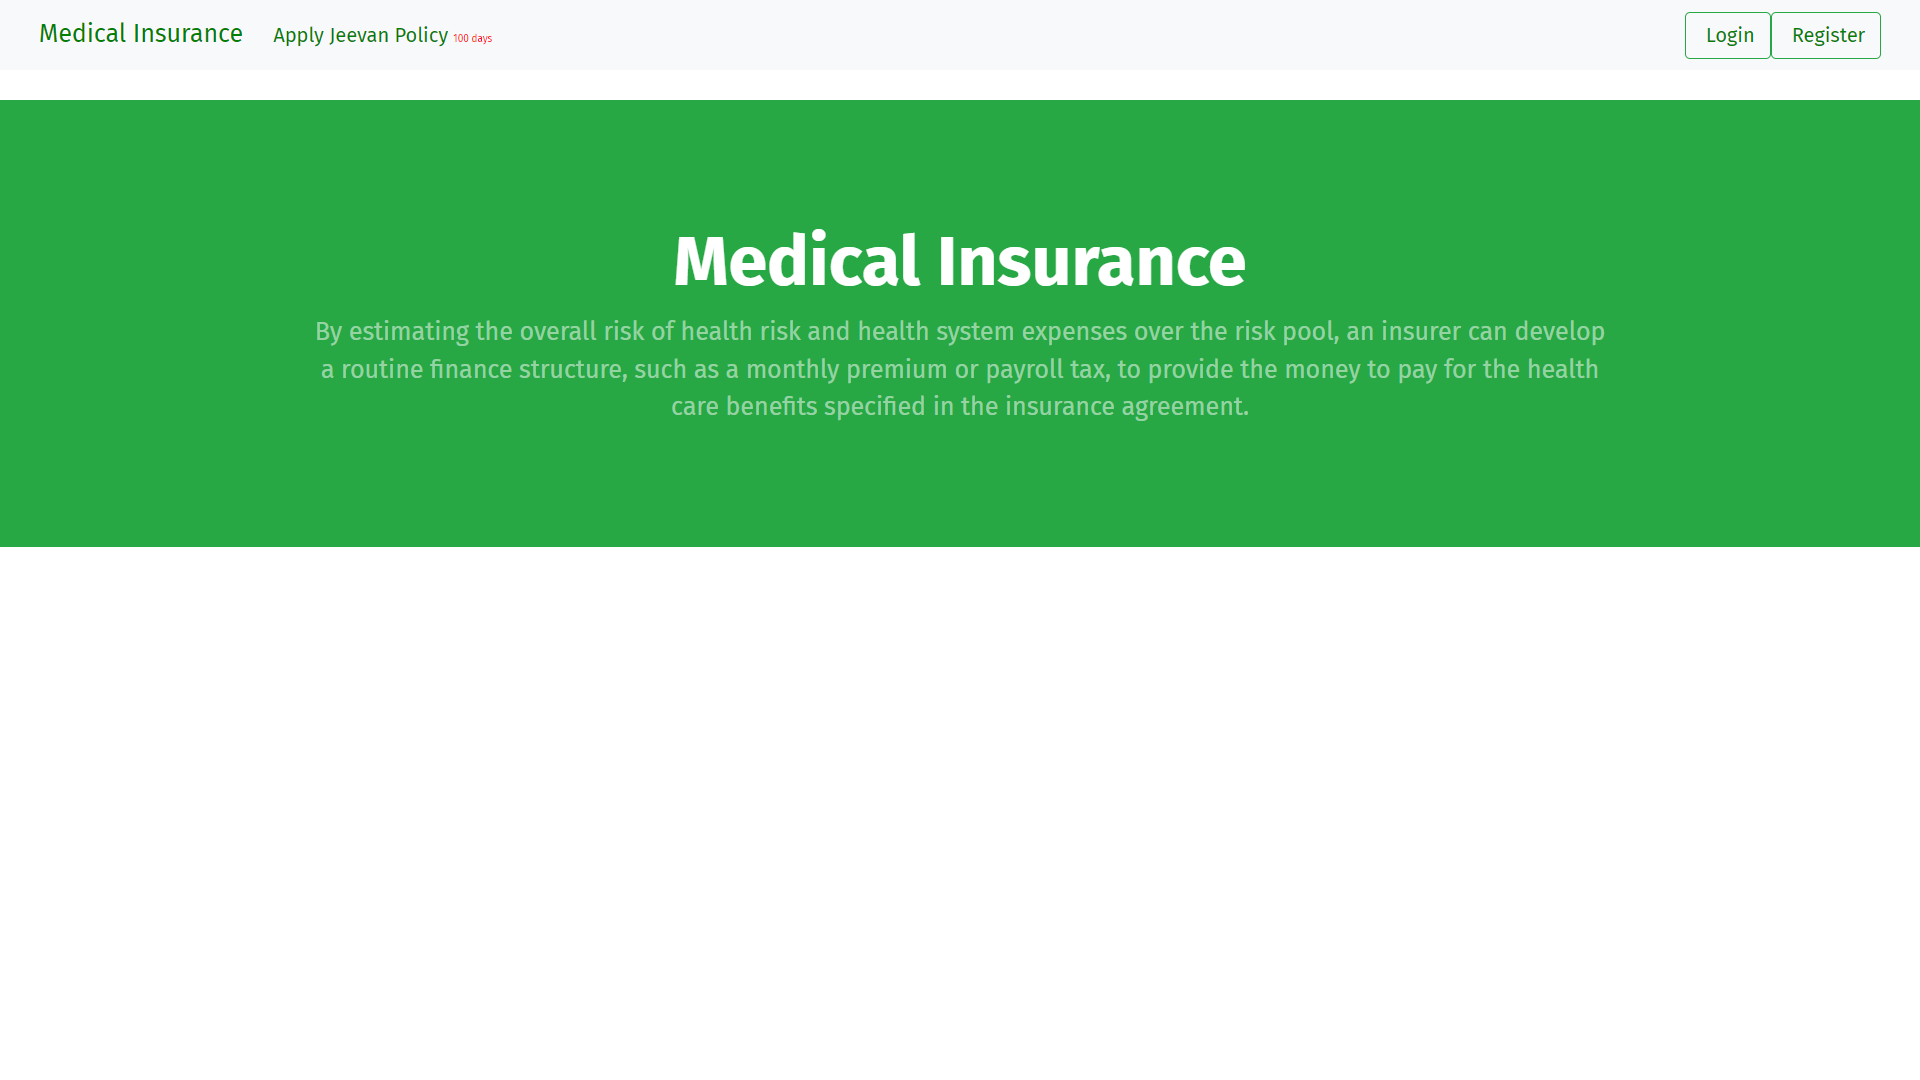 Medical Insurance Apply Jeevan Policy 100 days Login Register
Medical Insurance
By estimating the overall risk of health risk and health system expenses over the risk pool, an insurer can develop
a routine finance structure, such as a monthly premium or payroll tax, to provide the money to pay for the health
care benefits specified in the insurance agreement.